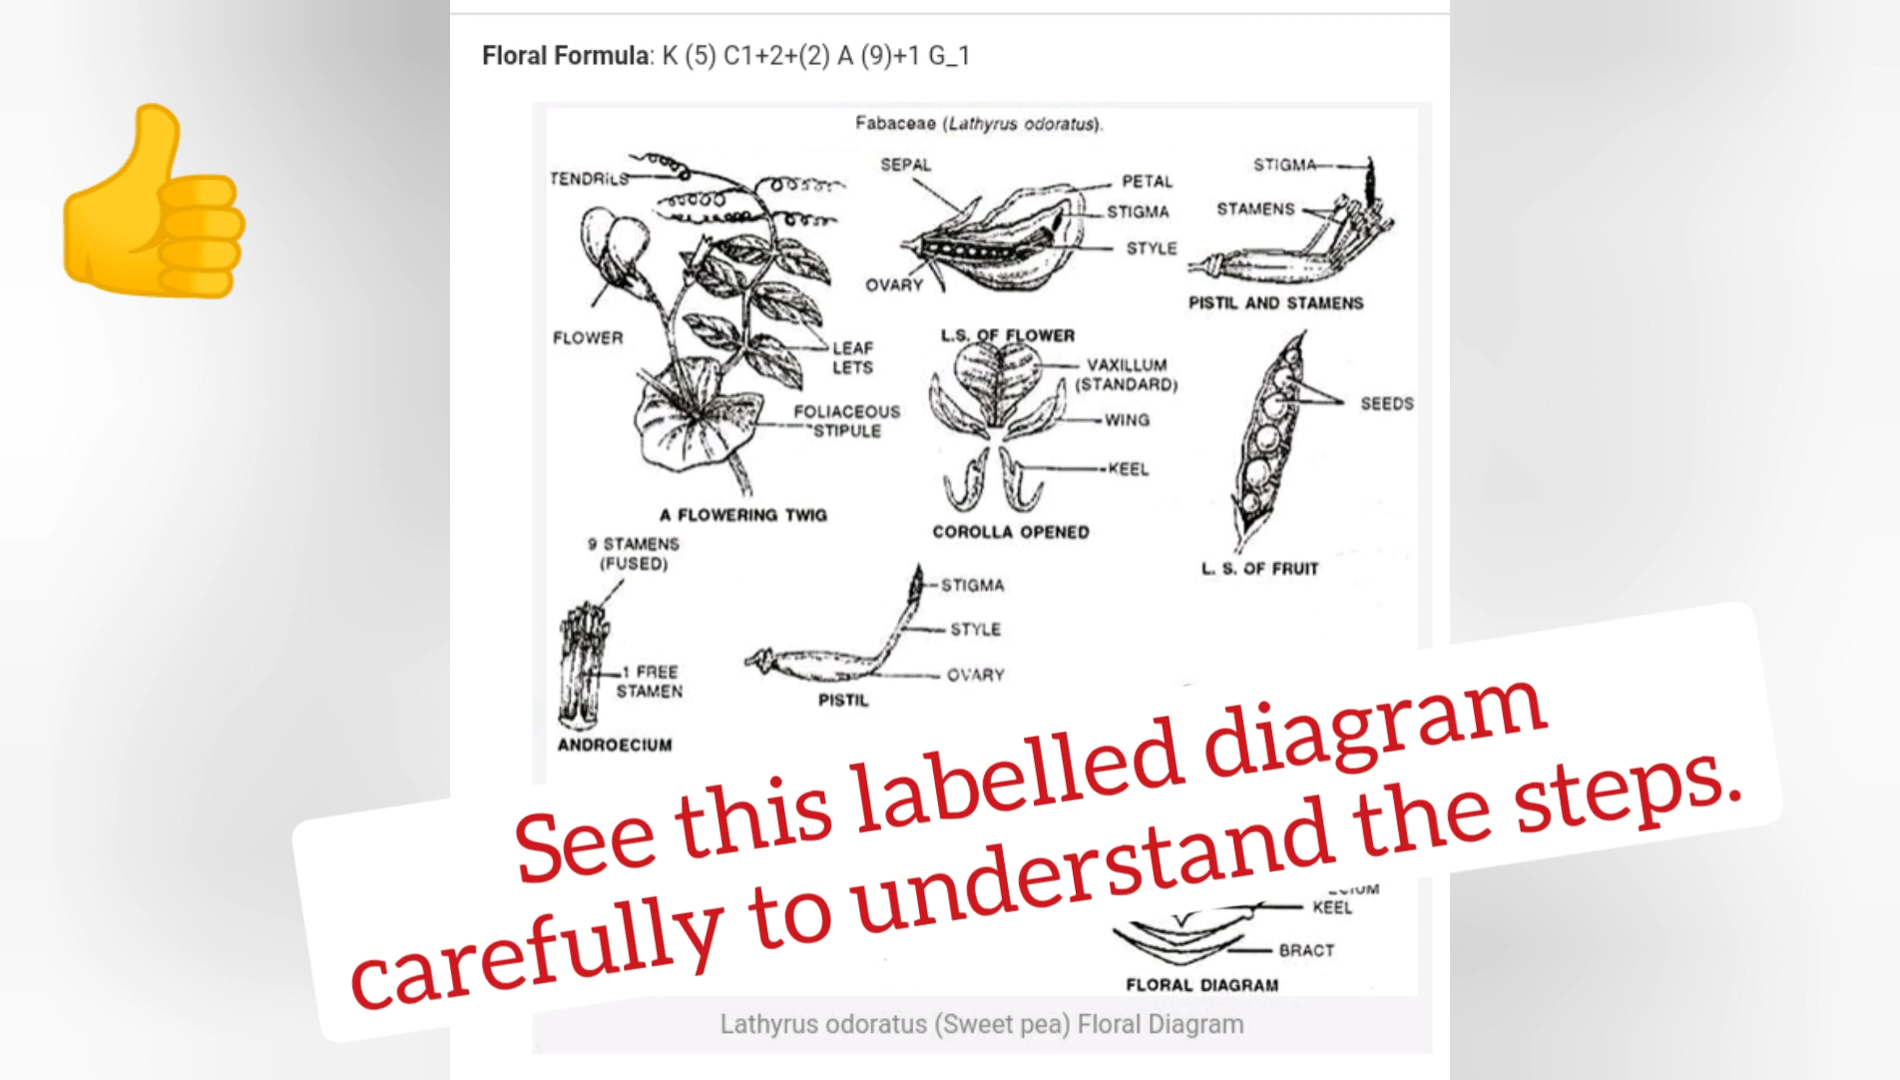 Floral Formula: K (5) C1+2+(2) A (9)+1 G_1
Fabaceae (Lathyrus odoratus).
TENDRILS
FLOWER
LEAF
LETS
FOLIACEOUS
STIPULE
A FLOWERING TWIG
SEPAL
PETAL
STIGMA
STYLE
OVARY
L.S. OF FLOWER
STIGMA
STAMENS
PISTIL AND STAMENS
VAXILLUM
(STANDARD)
WING
KEEL
COROLLA OPENED
SEEDS
L. S. OF FRUIT
9 STAMENS
(FUSED)
1 FREE
STAMEN
ANDROECIUM
STIGMA
STYLE
OVARY
PISTIL
See this labelled diagram
carefully to understand the steps.
KEEL
BRACT
FLORAL DIAGRAM
Lathyrus odoratus (Sweet pea) Floral Diagram